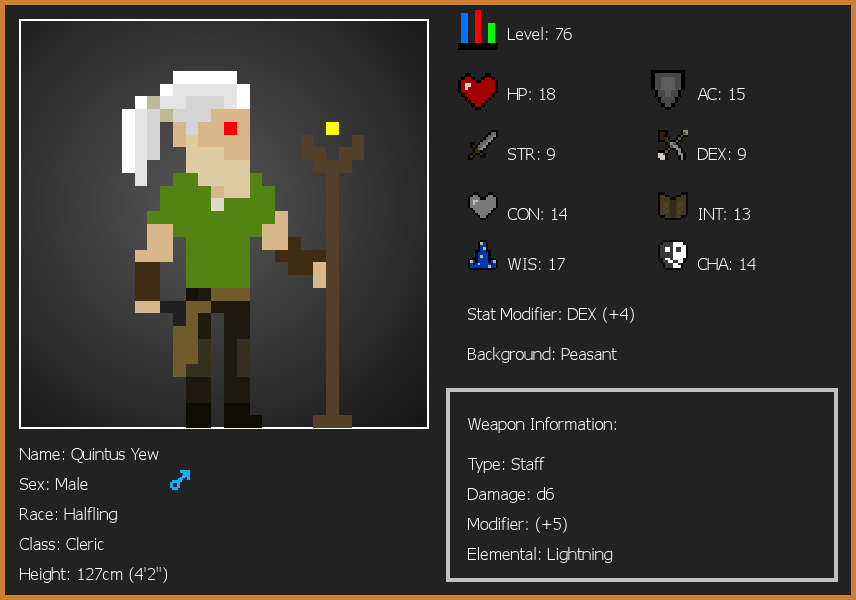 Level: 76
HP: 18
AC: 15
STR: 9
DEX: 9
CON: 14
INT: 13
WIS: 17
CHA: 14
Stat Modifier: DEX (+4)
Background: Peasant
Weapon Information:
Type: Staff
Damage: d6
Modifier: (+5)
Elemental: Lightning
Name: Quintus Yew
Sex: Male
Race: Halfling
Class: Cleric
Height: 127cm (4'2")